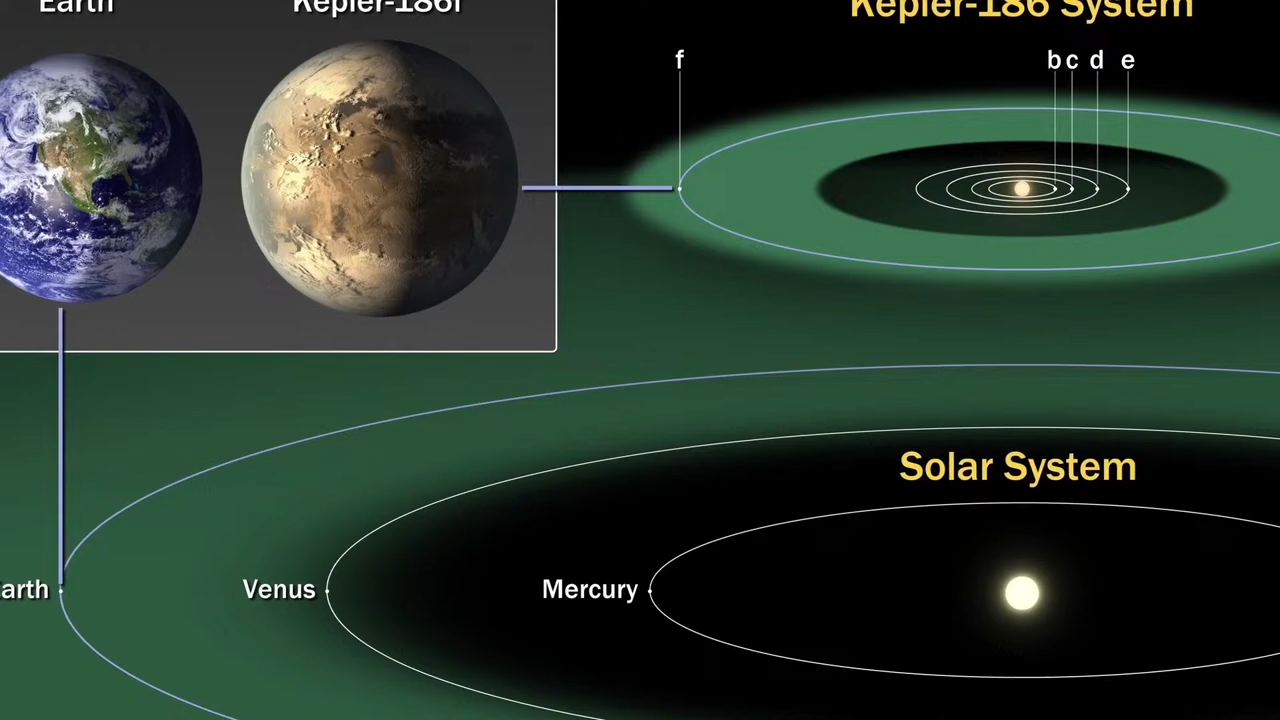 Earth
Kepler-186f
Kepler-186 System
f
b c d e
Solar System
arth
Venus
Mercury